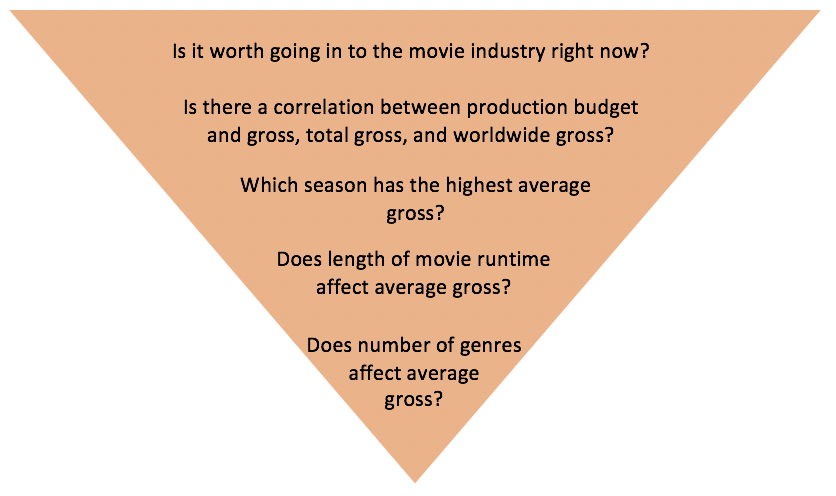 Is it worth going in to the movie industry right now?
Is there a correlation between production budget
and gross, total gross, and worldwide gross?
Which season has the highest average
gross?
Does length of movie runtime
affect average gross?
Does number of genres
affect average
gross?